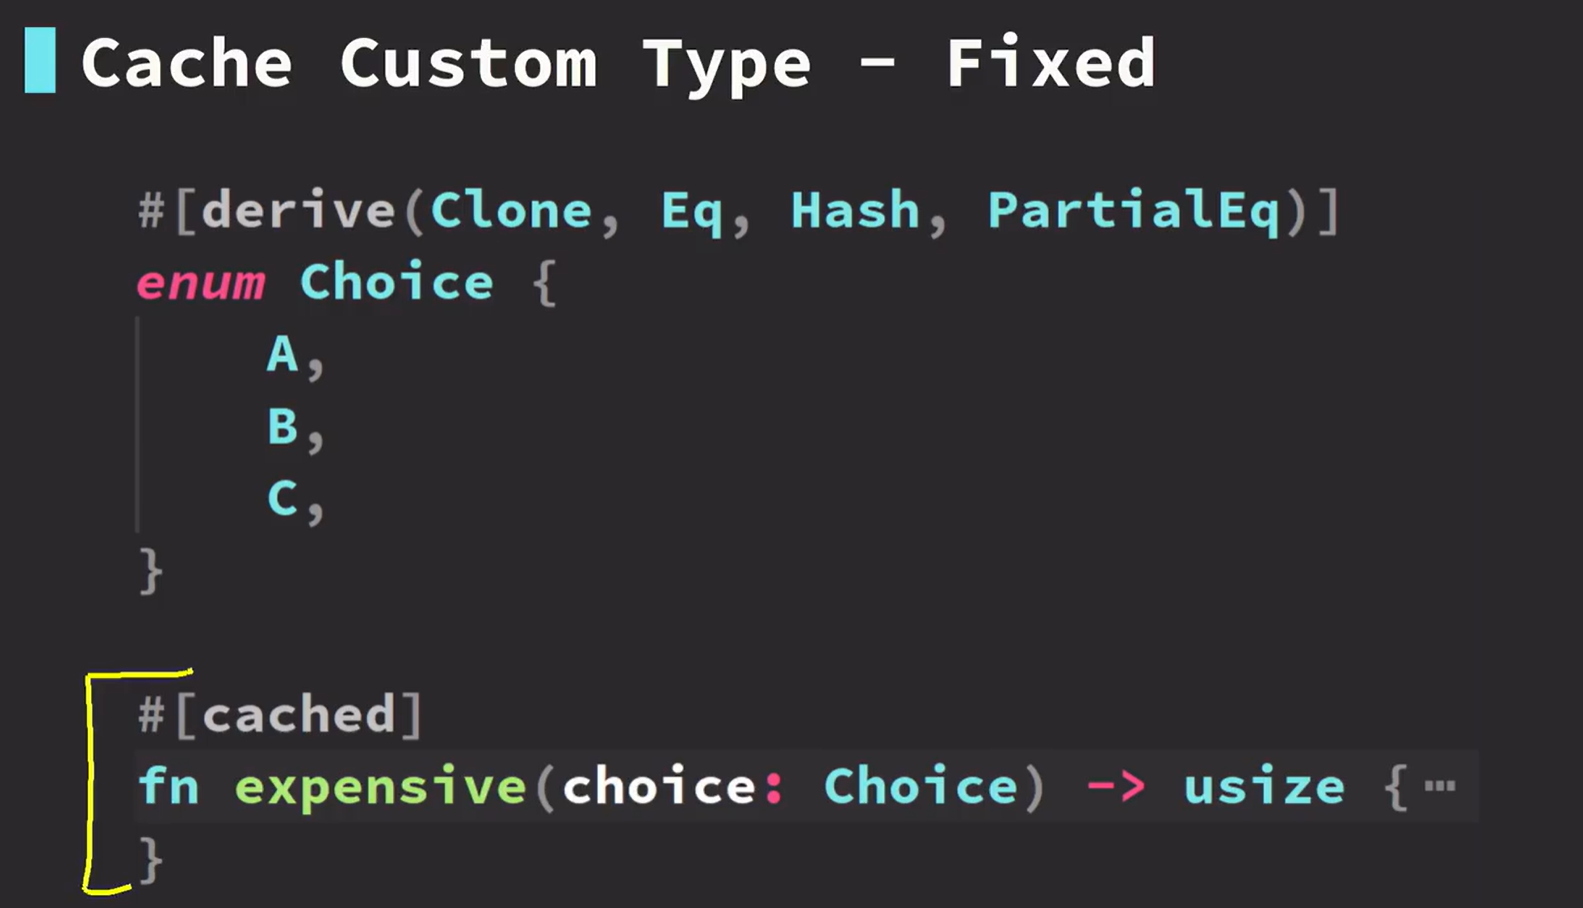 Cache Custom Type - Fixed
#[derive(Clone, Eq, Hash, PartialEq)]
enum Choice {
A,
B,
C,
}
#[cached]
fn expensive(choice: Choice) -> usize {⋯
}